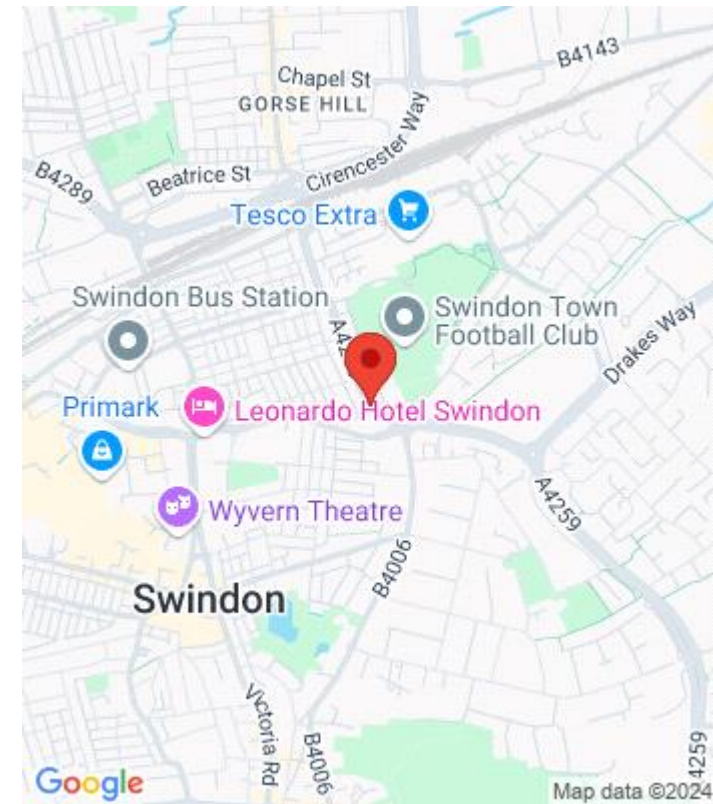 B4143
Chapel St
GORSE HILL
Cirencester Way
B4289
Beatrice St
Tesco Extra
Swindon Bus Station
Swindon Town
Football Club
A42
Drakes Way
Primark
Leonardo Hotel Swindon
A4259
Wyvern Theatre
B4006
Swindon
Victoria Rd
B4006
4259
Google
Map data ©2024